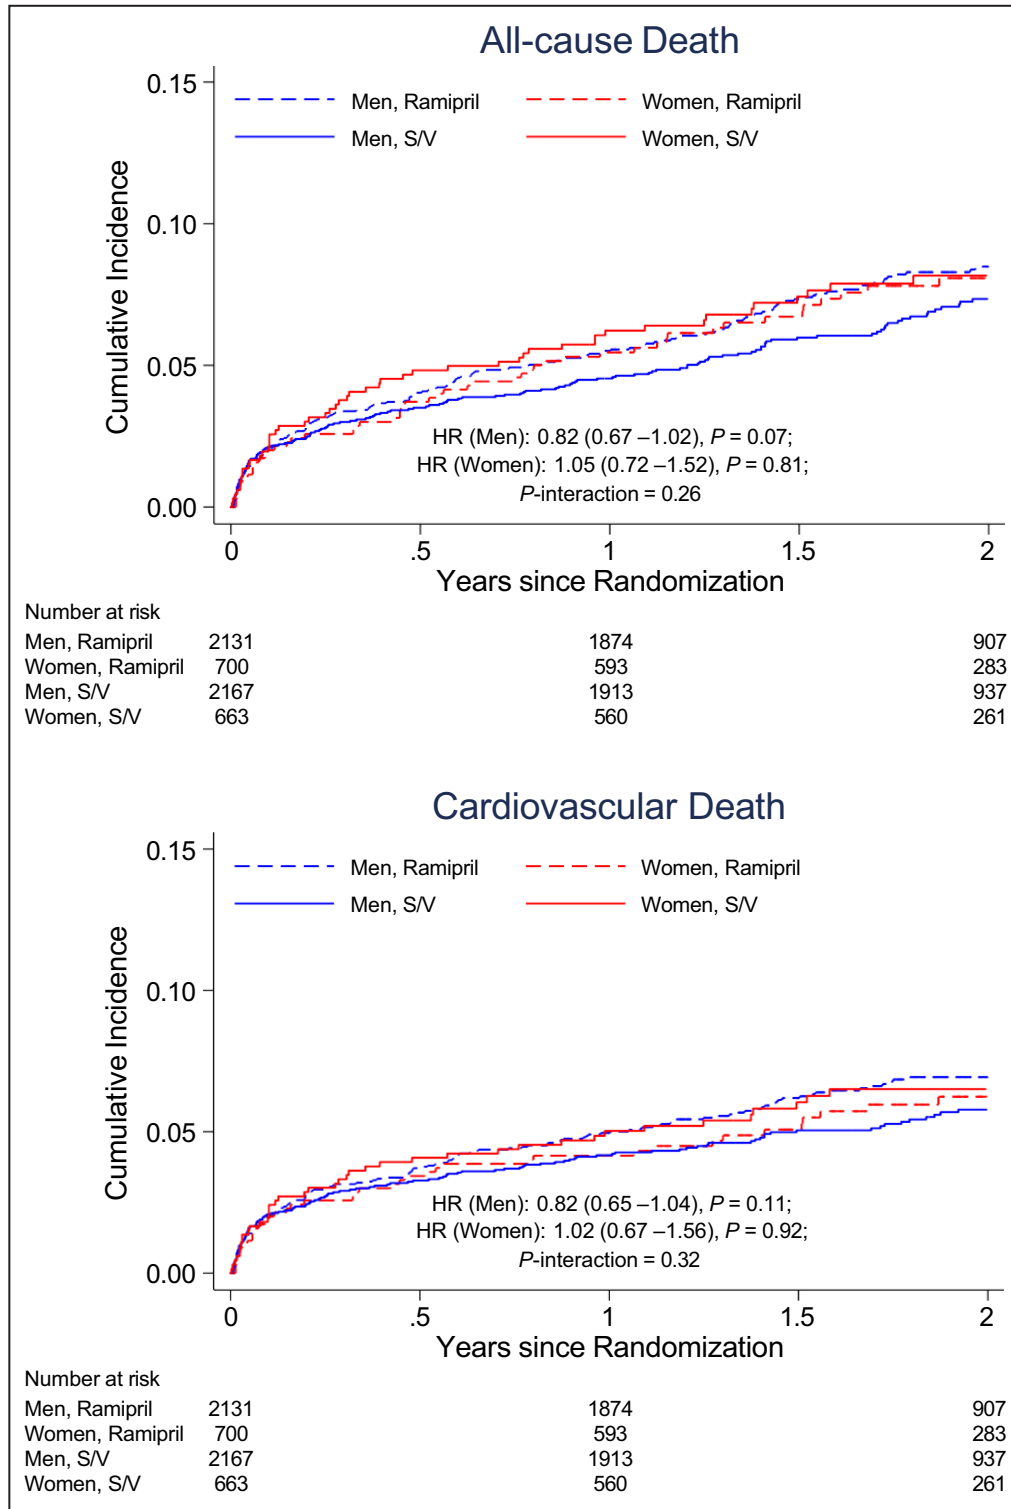 All-cause Death
0.15
Men, Ramipril Women, Ramipril
Men, S/V Women, S/V
0.10
0.05
0.00
Cumulative Incidence
HR (Men): 0.82 (0.67 –1.02), P = 0.07;
HR (Women): 1.05 (0.72 –1.52), P = 0.81;
P-interaction = 0.26
0 .5 1 1.5 2
Years since Randomization
Number at risk
Men, Ramipril 2131 1874 907
Women, Ramipril 700 593 283
Men, S/V 2167 1913 937
Women, S/V 663 560 261
Cardiovascular Death
0.15
Men, Ramipril Women, Ramipril
Men, S/V Women, S/V
0.10
0.05
0.00
Cumulative Incidence
HR (Men): 0.82 (0.65 –1.04), P = 0.11;
HR (Women): 1.02 (0.67 –1.56), P = 0.92;
P-interaction = 0.32
0 .5 1 1.5 2
Years since Randomization
Number at risk
Men, Ramipril 2131 1874 907
Women, Ramipril 700 593 283
Men, S/V 2167 1913 937
Women, S/V 663 560 261